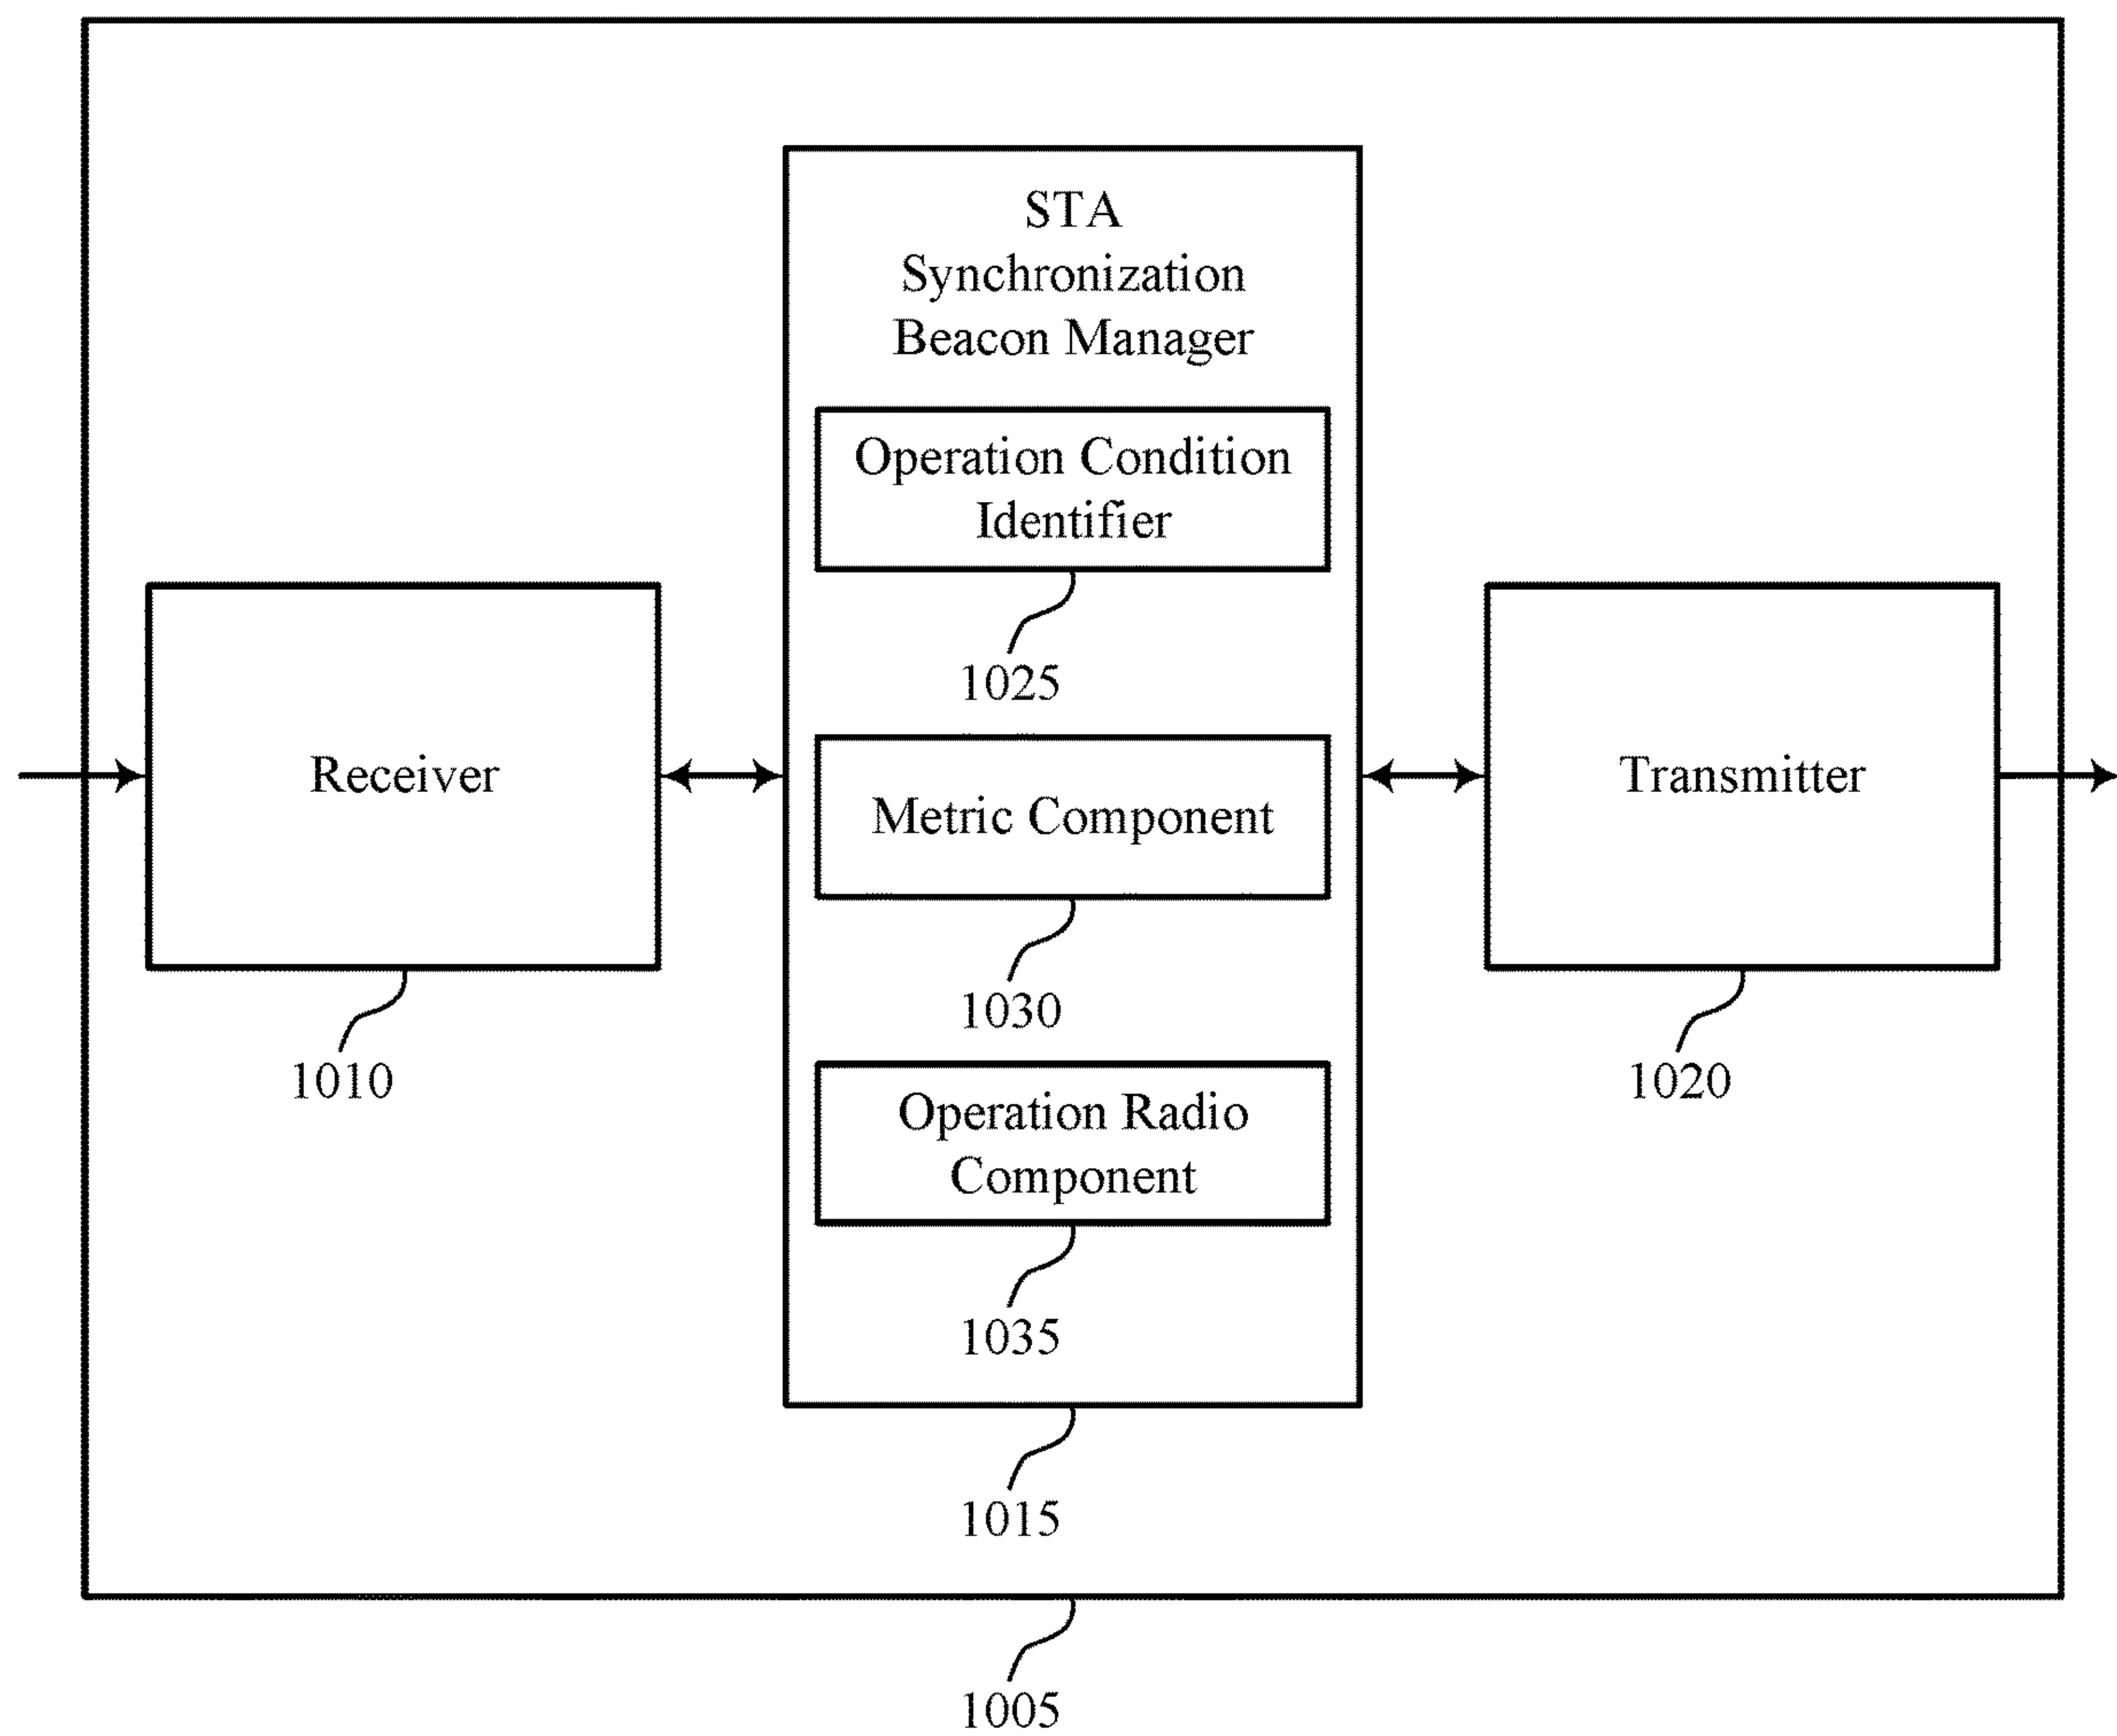 STA
Synchronization
Beacon Manager
Operation Condition
Identifier
1025
Receiver
1010
Metric Component
1030
Transmitter
1020
Operation Radio
Component
1035
1015
1005